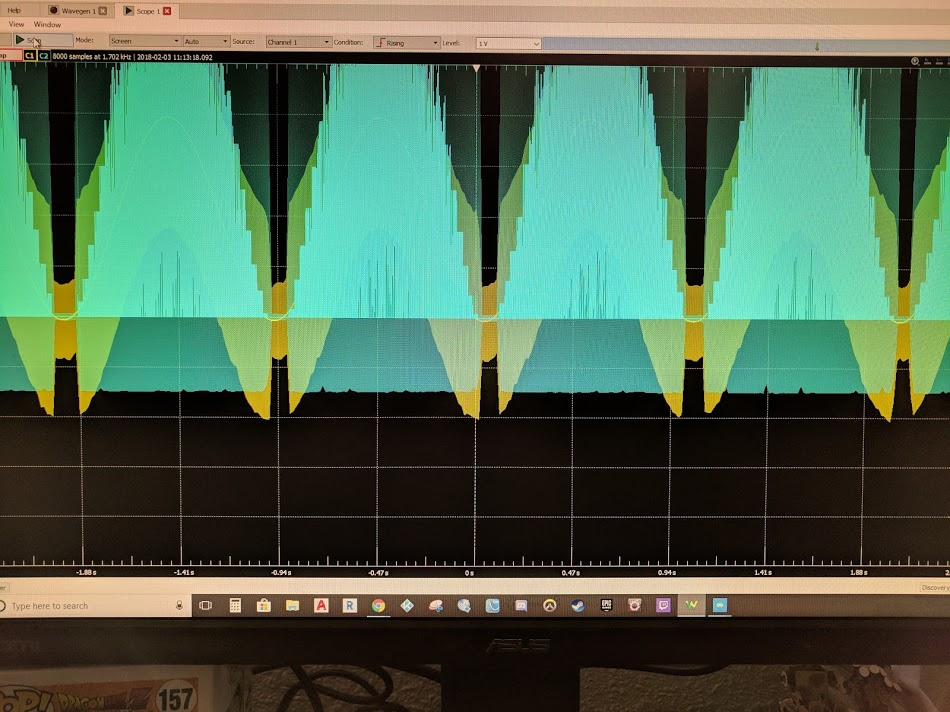 Help Wavegen 1 Scope 1
View Window
Mode: Screen Auto Source: Channel 1 Condition: Rising Level: 1 V
C1 C2 8000 samples at 1.702 kHz | 2018-02-03 11:13:18.092
-1.88 s -1.41 s -0.94 s -0.47 s 0 s 0.47 s 0.94 s 1.41 s 1.88 s
Discovery
Type here to search
ASUS
DRAGON 157